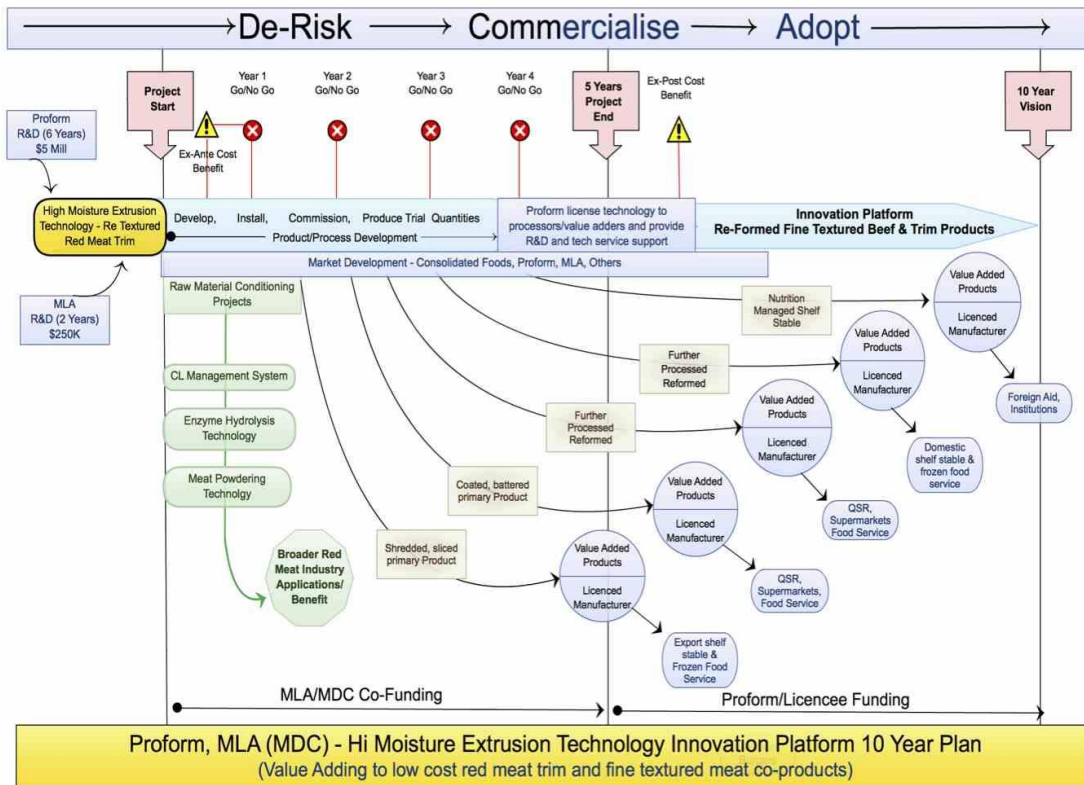 De-Risk
Commercialise
Adopt
Project
Start
Year 1
Go/No Go
Year 2
Go/No Go
Year 3
Go/No Go
Year 4
Go/No Go
5 Years
Project
End
Ex-Post Cost
Benefit
10 Year
Vision
Proform
R&D (6 Years)
$5 Mill
Ex-Ante Cost
Benefit
High Moisture Extrusion
Technology - Re Textured
Red Meat Trim
Develop, Install, Commission, Produce Trial Quantities
Product/Process Development
Proform license technology to
processors/value adders and provide
R&D and tech service support
Innovation Platform
Re-Formed Fine Textured Beef & Trim Products
Market Development - Consolidated Foods, Proform, MLA, Others
MLA
R&D (2 Years)
$250K
Raw Material Conditioning
Projects
CL Management System
Enzyme Hydrolysis
Technology
Meat Powdering
Technolgy
Broader Red
Meat Industry
Applications/
Benefit
Nutrition
Managed Shelf
Stable
Value Added
Products
Licenced
Manufacturer
Foreign Aid,
Institutions
Further
Processed
Reformed
Value Added
Products
Licenced
Manufacturer
Domestic
shelf stable &
frozen food
service
Further
Processed
Reformed
Value Added
Products
Licenced
Manufacturer
QSR,
Supermarkets
Food Service
Coated, battered
primary Product
Value Added
Products
Licenced
Manufacturer
QSR,
Supermarkets,
Food Service
Shredded, sliced
primary Product
Value Added
Products
Licenced
Manufacturer
Export shelf
stable &
Frozen Food
Service
MLA/MDC Co-Funding
Proform/Licencee Funding
Proform, MLA (MDC) - Hi Moisture Extrusion Technology Innovation Platform 10 Year Plan
(Value Adding to low cost red meat trim and fine textured meat co-products)